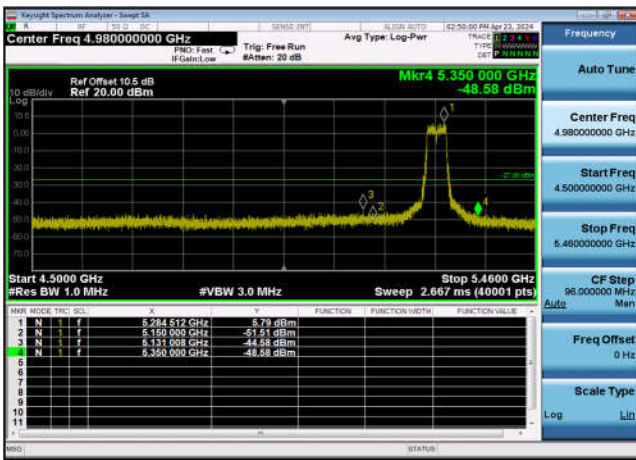 Keysight Spectrum Analyzer - Swept SA
RF 50 Ω DC SENSE:INT ALIGN AUTO 02:50:00 PM Apr 23, 2024
Center Freq 4.980000000 GHz
PNO: Fast
IFGain:Low
Trig: Free Run
#Atten: 20 dB
Avg Type: Log-Pwr
TRACE 1 2 3 4 5 6
TYPE
DET P N N N N N
Ref Offset 10.5 dB
10 dB/div Ref 20.00 dBm
Mkr4 5.350 000 GHz
-48.58 dBm
Log
10.0
0.00
-10.0
-20.0
-30.0
-40.0
-50.0
-60.0
-70.0
1
2
3
4
Start 4.5000 GHz Stop 5.4600 GHz
#Res BW 1.0 MHz #VBW 3.0 MHz Sweep 2.667 ms (40001 pts)
MKR MODE TRC SCL X Y FUNCTION FUNCTION WIDTH FUNCTION VALUE
1 N 1 f 5.284 512 GHz 5.79 dBm
2 N 1 f 5.150 000 GHz -51.51 dBm
3 N 1 f 5.131 008 GHz -44.58 dBm
4 N 1 f 5.350 000 GHz -48.58 dBm
5
6
7
8
9
10
11
MSG STATUS
Frequency
Auto Tune
Center Freq
4.980000000 GHz
Start Freq
4.500000000 GHz
Stop Freq
5.460000000 GHz
CF Step
96.000000 MHz
Auto Man
Freq Offset
0 Hz
Scale Type
Log Lin